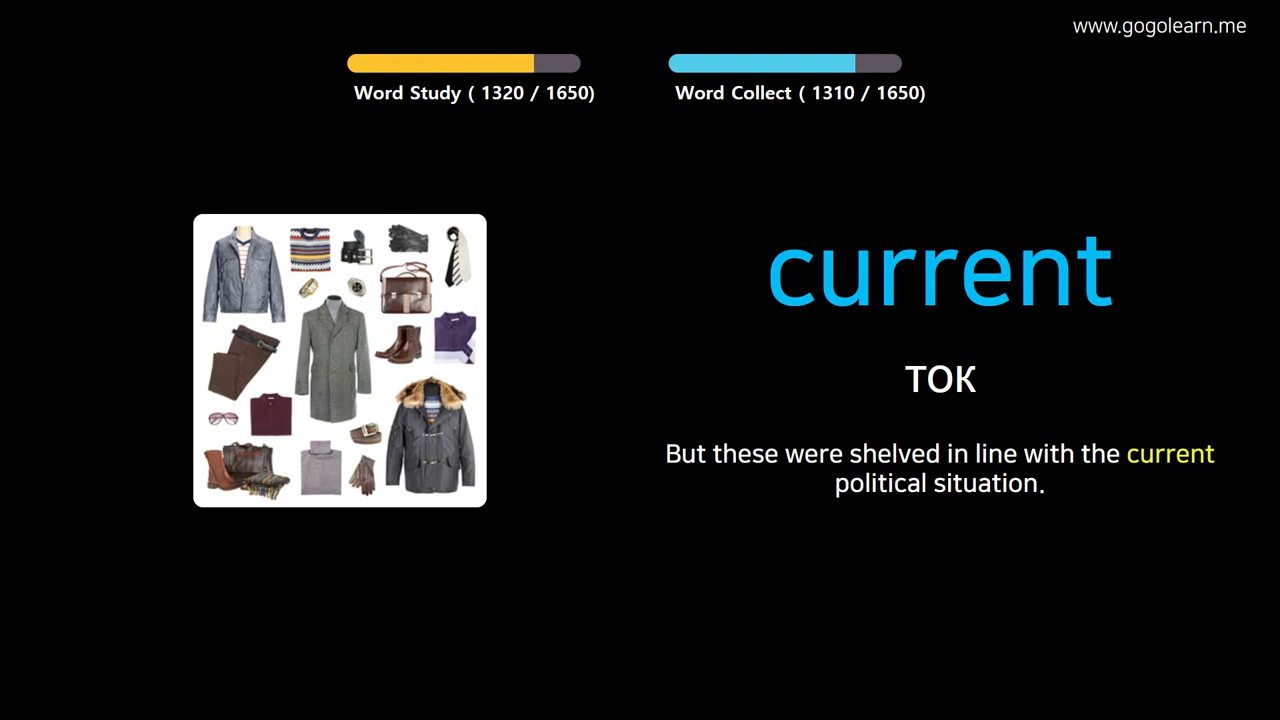 www.gogolearn.me
Word Study ( 1320 / 1650)
Word Collect ( 1310 / 1650)
current
TOK
But these were shelved in line with the current
political situation.